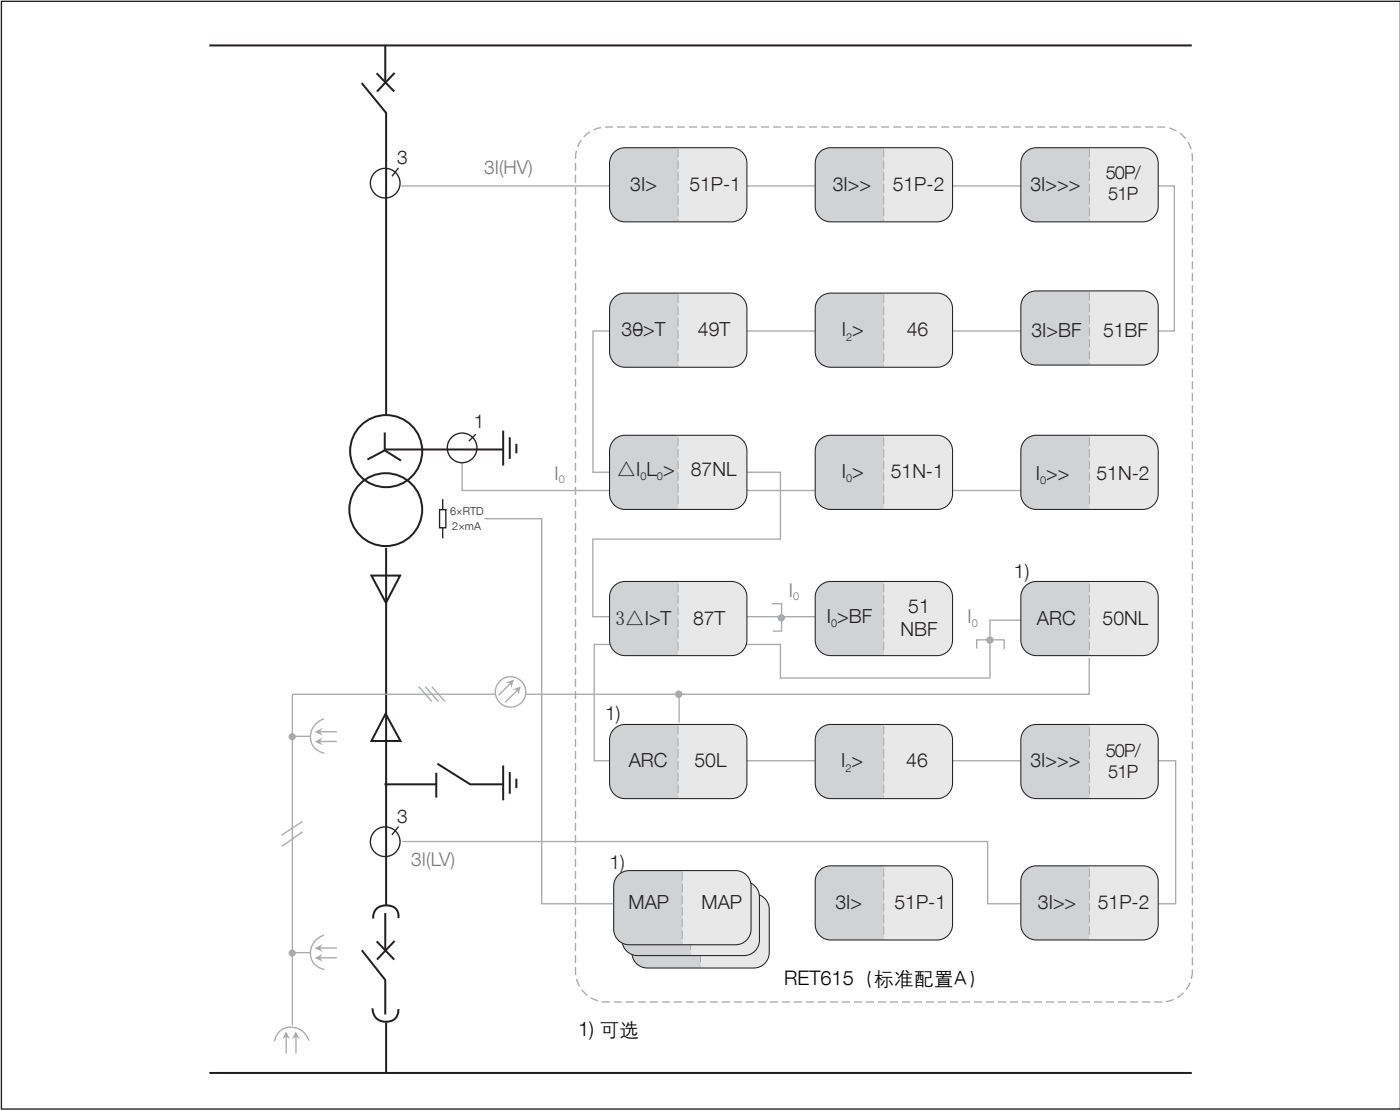 3
3I(HV)
3I> 51P-1
3I>> 51P-2
3I>>> 50P/
51P
3θ>T 49T
I₂> 46
3I>BF 51BF
1
I₀
△I₀L₀> 87NL
I₀> 51N-1
I₀>> 51N-2
6×RTD
2×mA
1)
3△I>T 87T
I₀
I₀>BF 51
NBF
I₀
ARC 50NL
1)
ARC 50L
I₂> 46
3I>>> 50P/
51P
3
3I(LV)
1)
MAP MAP
3I> 51P-1
3I>> 51P-2
RET615（标准配置A）
1) 可选